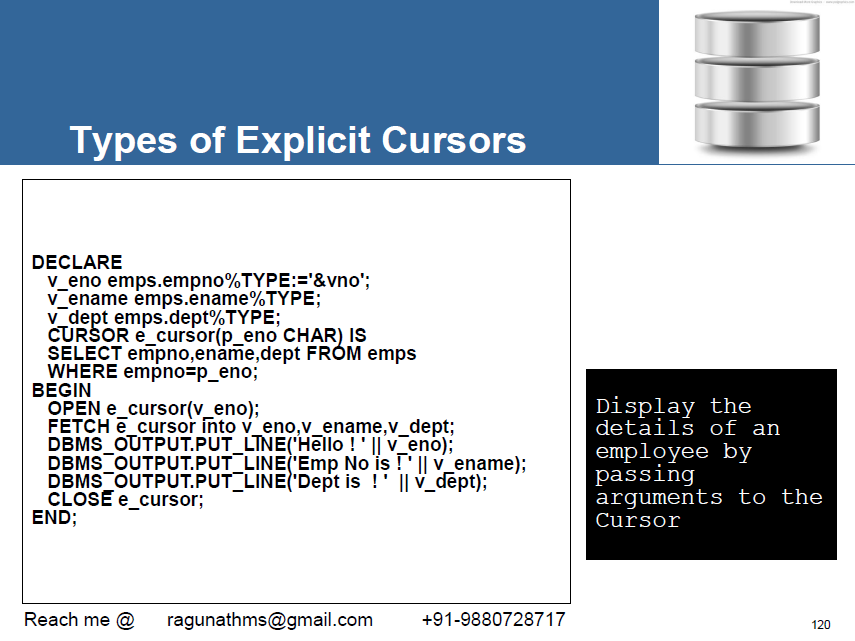 Types of Explicit Cursors
DECLARE
v_eno emps.empno%TYPE:='&vno';
v_ename emps.ename%TYPE;
v_dept emps.dept%TYPE;
CURSOR e_cursor(p_eno CHAR) IS
SELECT empno,ename,dept FROM emps
WHERE empno=p_eno;
BEGIN
OPEN e_cursor(v_eno);
FETCH e_cursor into v_eno,v_ename,v_dept;
DBMS_OUTPUT.PUT_LINE('Hello ! ' || v_eno);
DBMS_OUTPUT.PUT_LINE('Emp No is ! ' || v_ename);
DBMS_OUTPUT.PUT_LINE('Dept is  ! '  || v_dept);
CLOSE e_cursor;
END;
Display the
details of an
employee by
passing
arguments to the
Cursor
Reach me @ ragunathms@gmail.com +91-9880728717
120